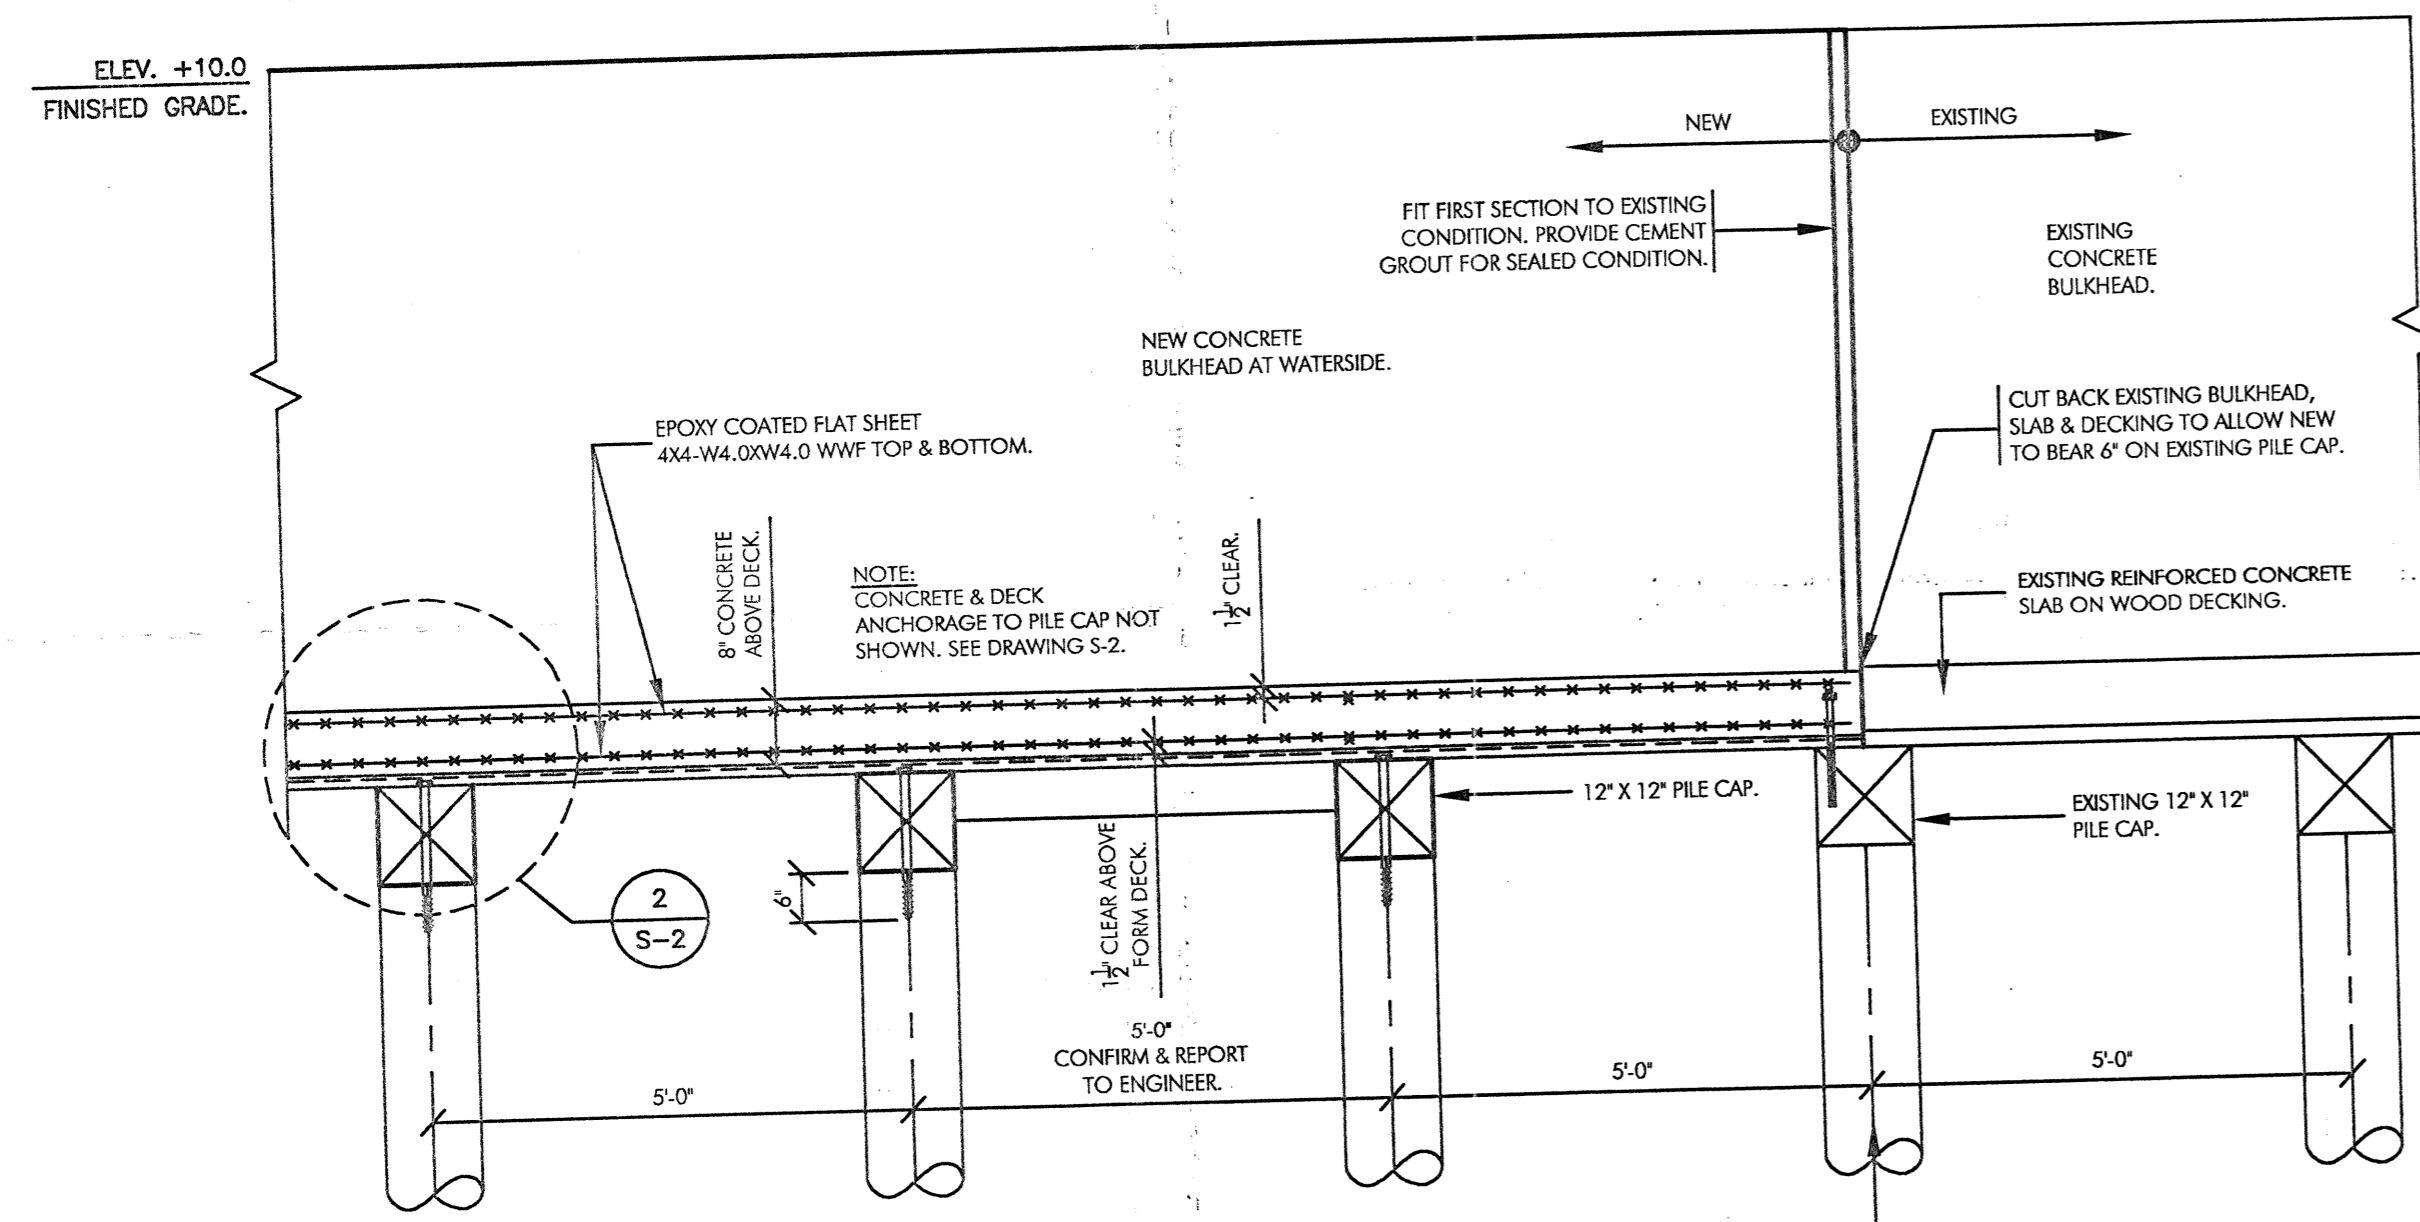 ELEV. +10.0
FINISHED GRADE.
NEW
EXISTING
FIT FIRST SECTION TO EXISTING
CONDITION. PROVIDE CEMENT
GROUT FOR SEALED CONDITION.
EXISTING
CONCRETE
BULKHEAD.
NEW CONCRETE
BULKHEAD AT WATERSIDE.
CUT BACK EXISTING BULKHEAD,
SLAB & DECKING TO ALLOW NEW
TO BEAR 6" ON EXISTING PILE CAP.
EPOXY COATED FLAT SHEET
4X4-W4.0XW4.0 WWF TOP & BOTTOM.
8" CONCRETE
ABOVE DECK.
NOTE:
CONCRETE & DECK
ANCHORAGE TO PILE CAP NOT
SHOWN. SEE DRAWING S-2.
1½" CLEAR.
EXISTING REINFORCED CONCRETE
SLAB ON WOOD DECKING.
12" X 12" PILE CAP.
EXISTING 12" X 12"
PILE CAP.
2
S-2
6"
1½" CLEAR ABOVE
FORM DECK.
5'-0"
5'-0"
CONFIRM & REPORT
TO ENGINEER.
5'-0"
5'-0"